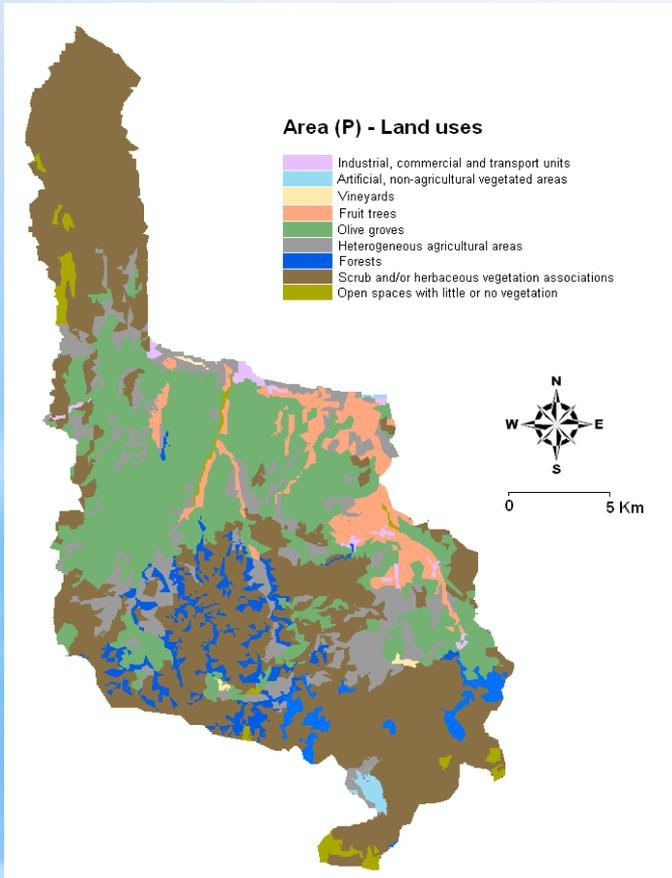 Area (P) - Land uses
Industrial, commercial and transport units
Artificial, non-agricultural vegetated areas
Vineyards
Fruit trees
Olive groves
Heterogeneous agricultural areas
Forests
Scrub and/or herbaceous vegetation associations
Open spaces with little or no vegetation
N
W E
S
0 5 Km